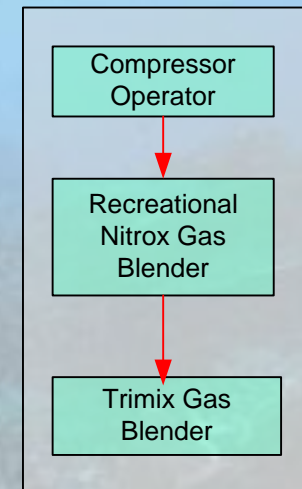 Compressor
Operator
Recreational
Nitrox Gas
Blender
Trimix Gas
Blender